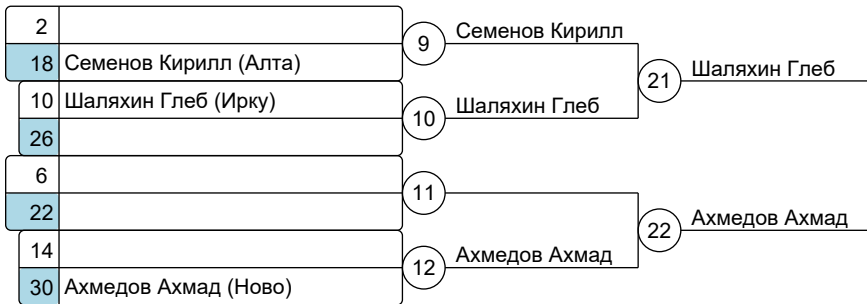 2
18 Семенов Кирилл (Алта)
10 Шаляхин Глеб (Ирку)
26
6
22
14
30 Ахмедов Ахмад (Ново)
9 Семенов Кирилл
10 Шаляхин Глеб
11
12 Ахмедов Ахмад
21 Шаляхин Глеб
22 Ахмедов Ахмад